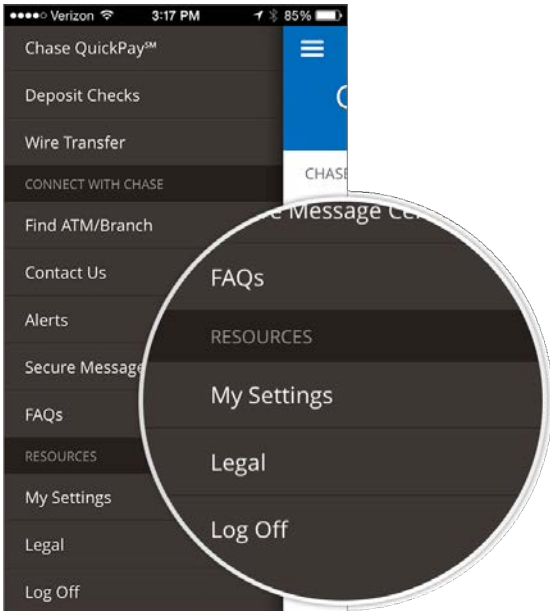 Verizon 3:17 PM 85%
Chase QuickPay℠
Deposit Checks
Wire Transfer
CONNECT WITH CHASE
Find ATM/Branch
Contact Us
Alerts
Secure Message
FAQs
RESOURCES
My Settings
Legal
Log Off
CHASE
Message
FAQs
RESOURCES
My Settings
Legal
Log Off